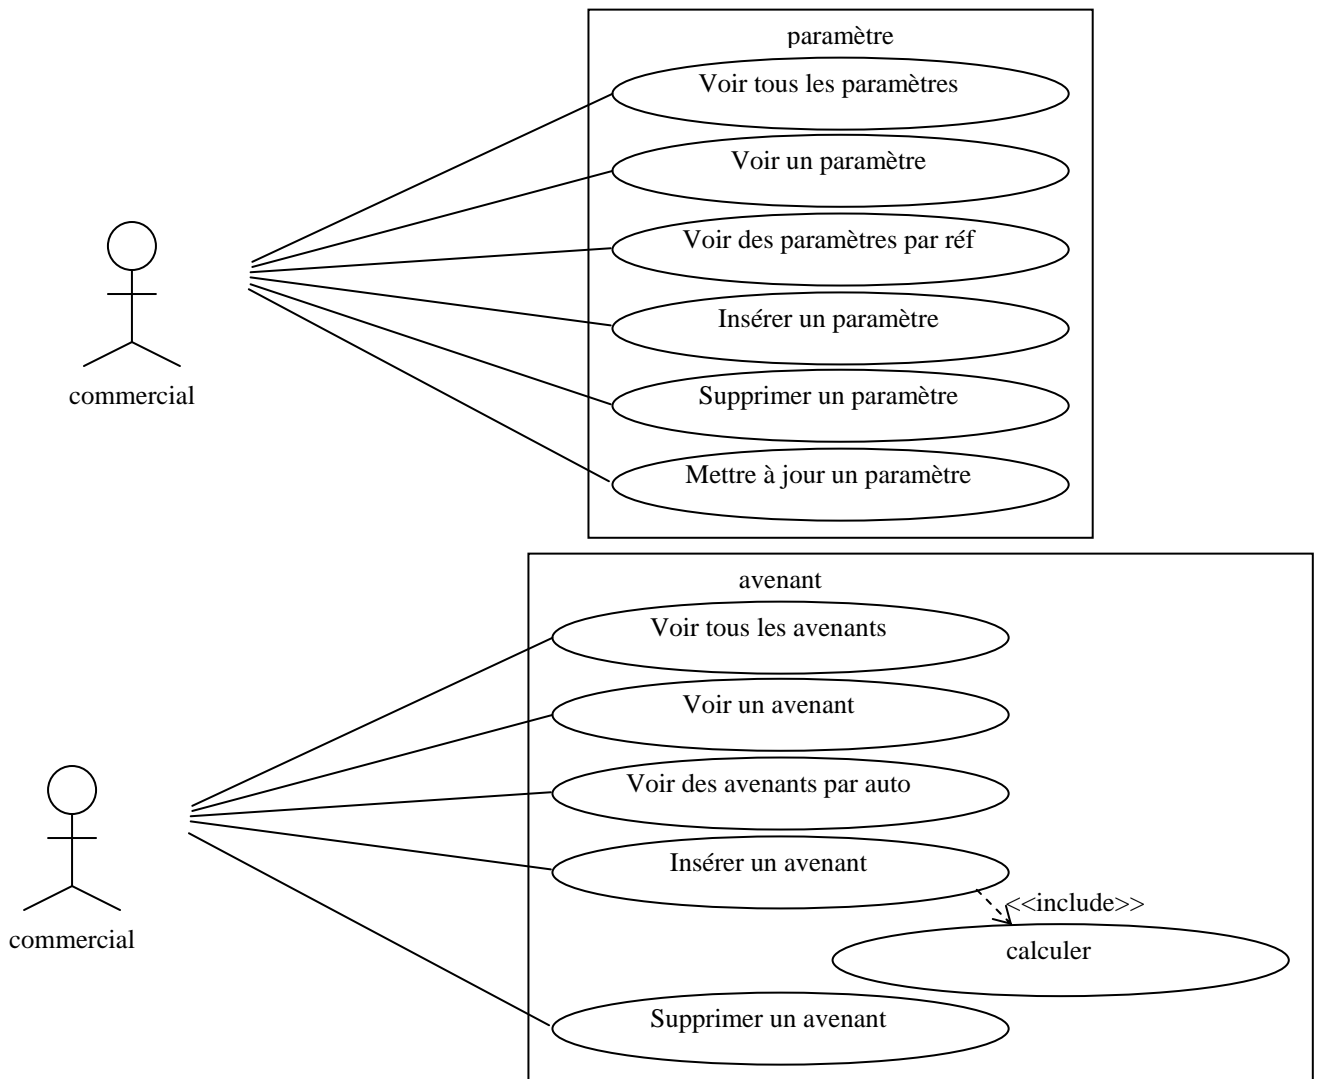 paramètre
Voir tous les paramètres
Voir un paramètre
Voir des paramètres par réf
Insérer un paramètre
Supprimer un paramètre
Mettre à jour un paramètre
commercial
avenant
Voir tous les avenants
Voir un avenant
Voir des avenants par auto
Insérer un avenant
<<include>>
calculer
Supprimer un avenant
commercial